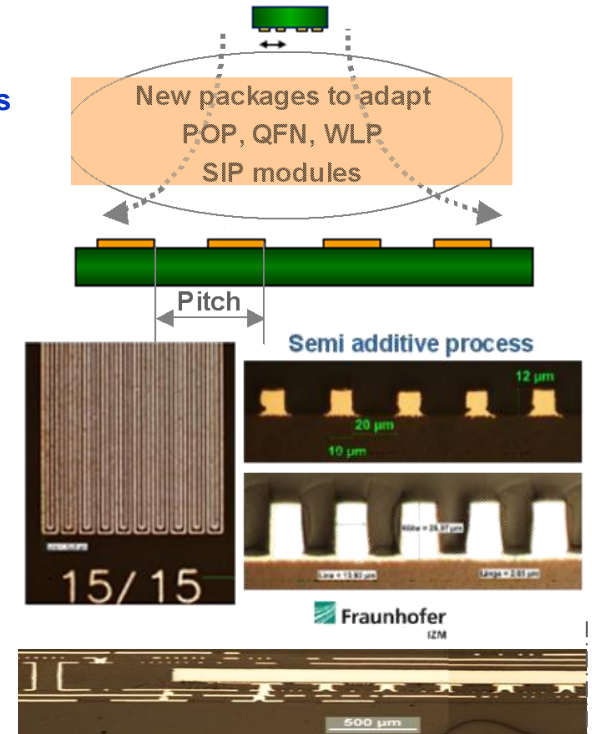 s
New packages to adapt
POP, QFN, WLP
SIP modules
Pitch
Semi additive process
12 µm
20 µm
10 µm
15/15
Fraunhofer
IZM
500 µm